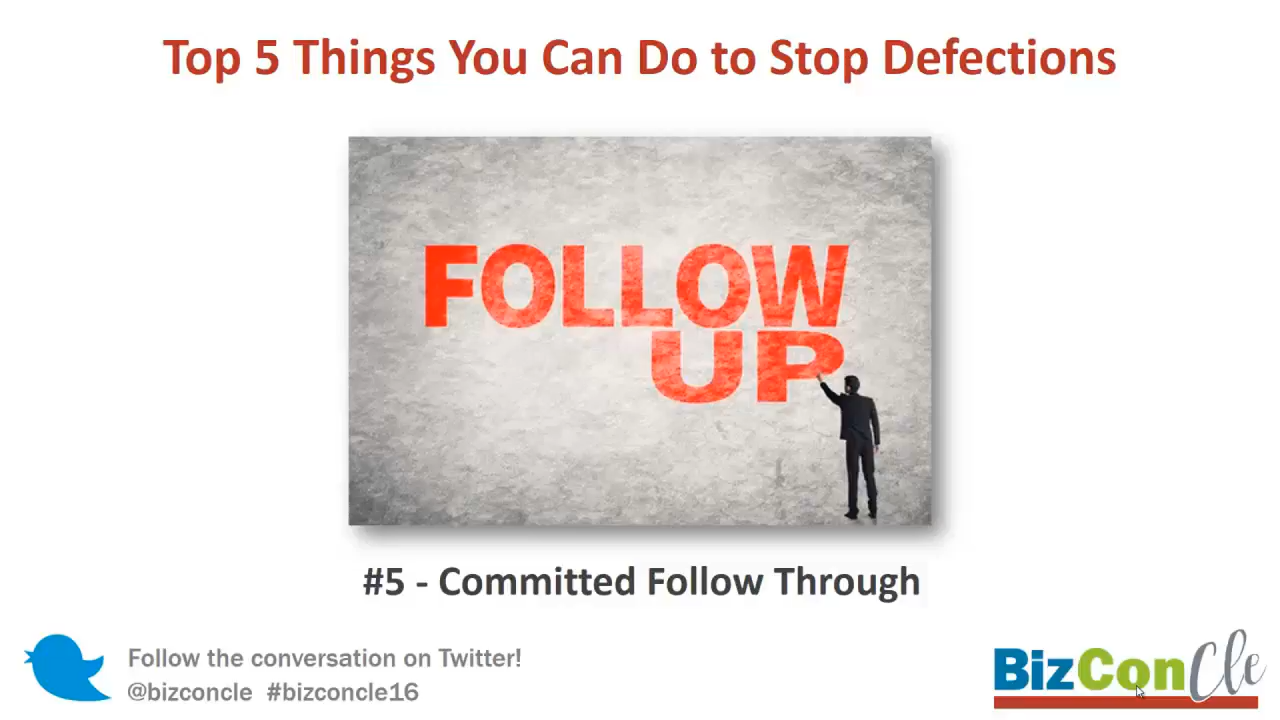 Top 5 Things You Can Do to Stop Defections
FOLLOW
UP
#5 - Committed Follow Through
Follow the conversation on Twitter!
@bizconcle #bizconcle16
BizConCle